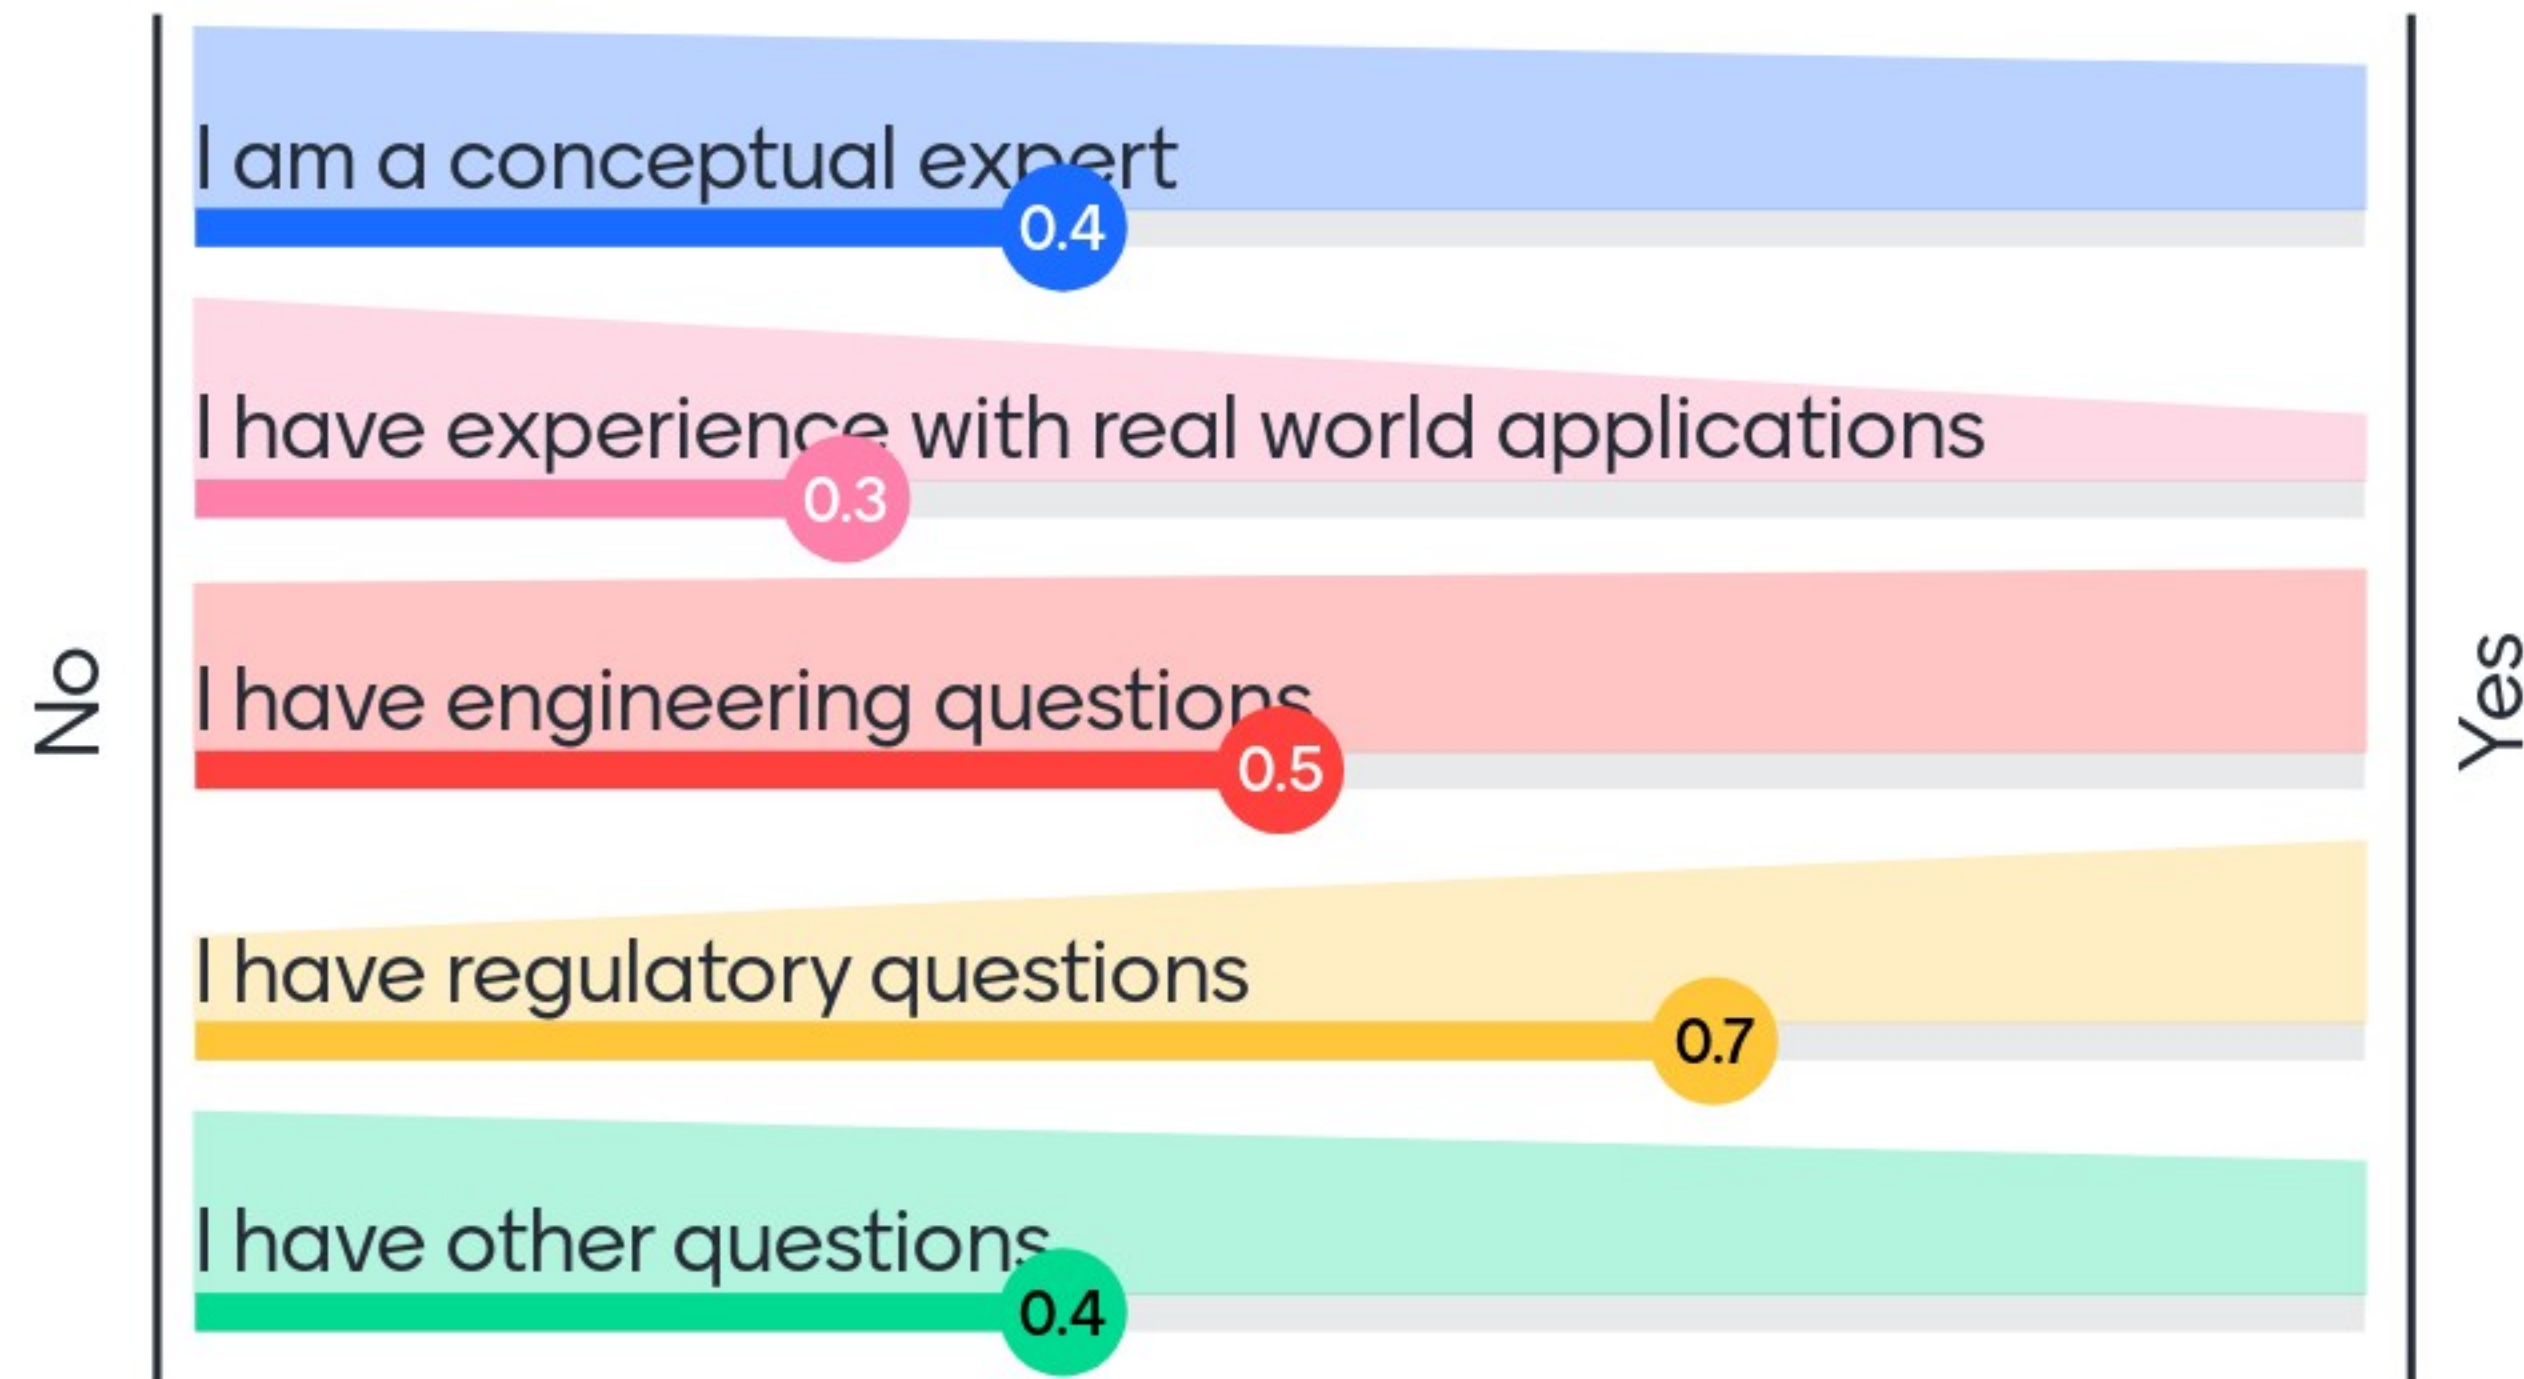 I am a conceptual expert
0.4
I have experience with real world applications
0.3
No
I have engineering questions
0.5
Yes
I have regulatory questions
0.7
I have other questions
0.4